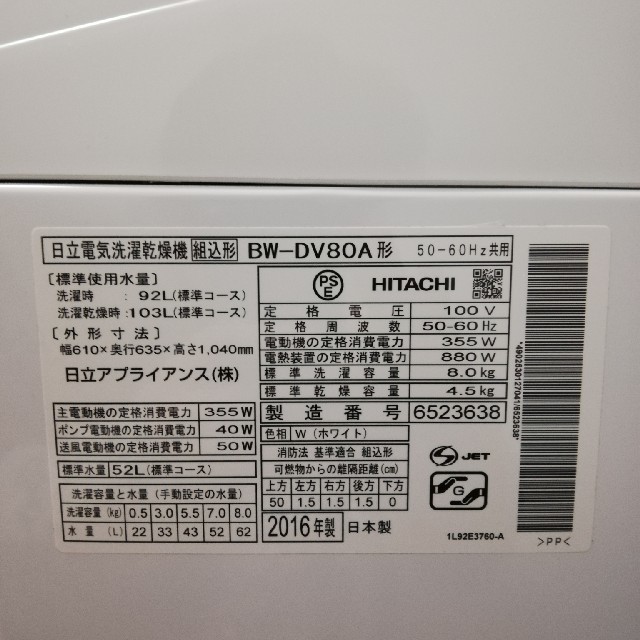 日立電気洗濯乾燥機 組込形 BW-DV80A形 50-60Hz共用
〔標準使用水量〕
洗濯時 : 92L(標準コース)
洗濯乾燥時:103L(標準コース)
〔外形寸法〕
幅610×奥行635×高さ1,040mm
日立アプライアンス(株)
主電動機の定格消費電力 355W
ポンプ電動機の定格消費電力 40W
送風電動機の定格消費電力 50W
標準水量 52L(標準コース)
洗濯容量と水量 (手動設定の水量)
洗濯容量(kg) 0.5 3.0 5.5 7.0 8.0
水量(L) 22 33 43 52 62
PSE HITACHI
定格電圧 100V
定格周波数 50-60Hz
電動機の定格消費電力 355W
電熱装置の定格消費電力 880W
標準洗濯容量 8.0kg
標準乾燥容量 4.5kg
製造番号 6523638
色相 W(ホワイト)
消防法 基準適合 組込形
可燃物からの離隔距離(cm)
上方 左方 右方 後方 下方
50 1.5 1.5 1.5 0
2016年製 日本製
S JET
G
1L92E3760-A
>PP<